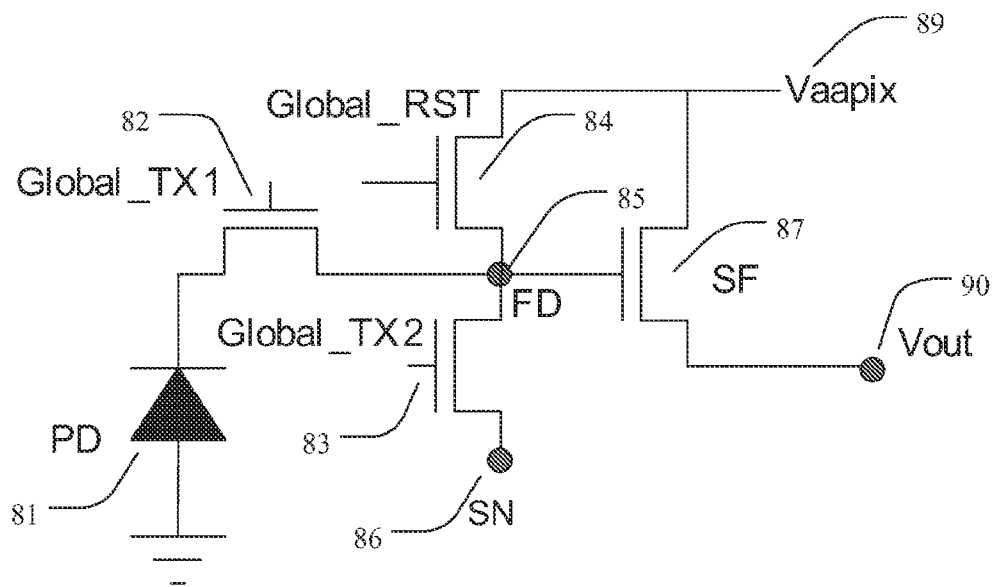 89
Vaapix
Global_RST
82
84
Global_TX1
85
87
SF
FD
90
Global_TX2
Vout
PD
83
81
SN
86